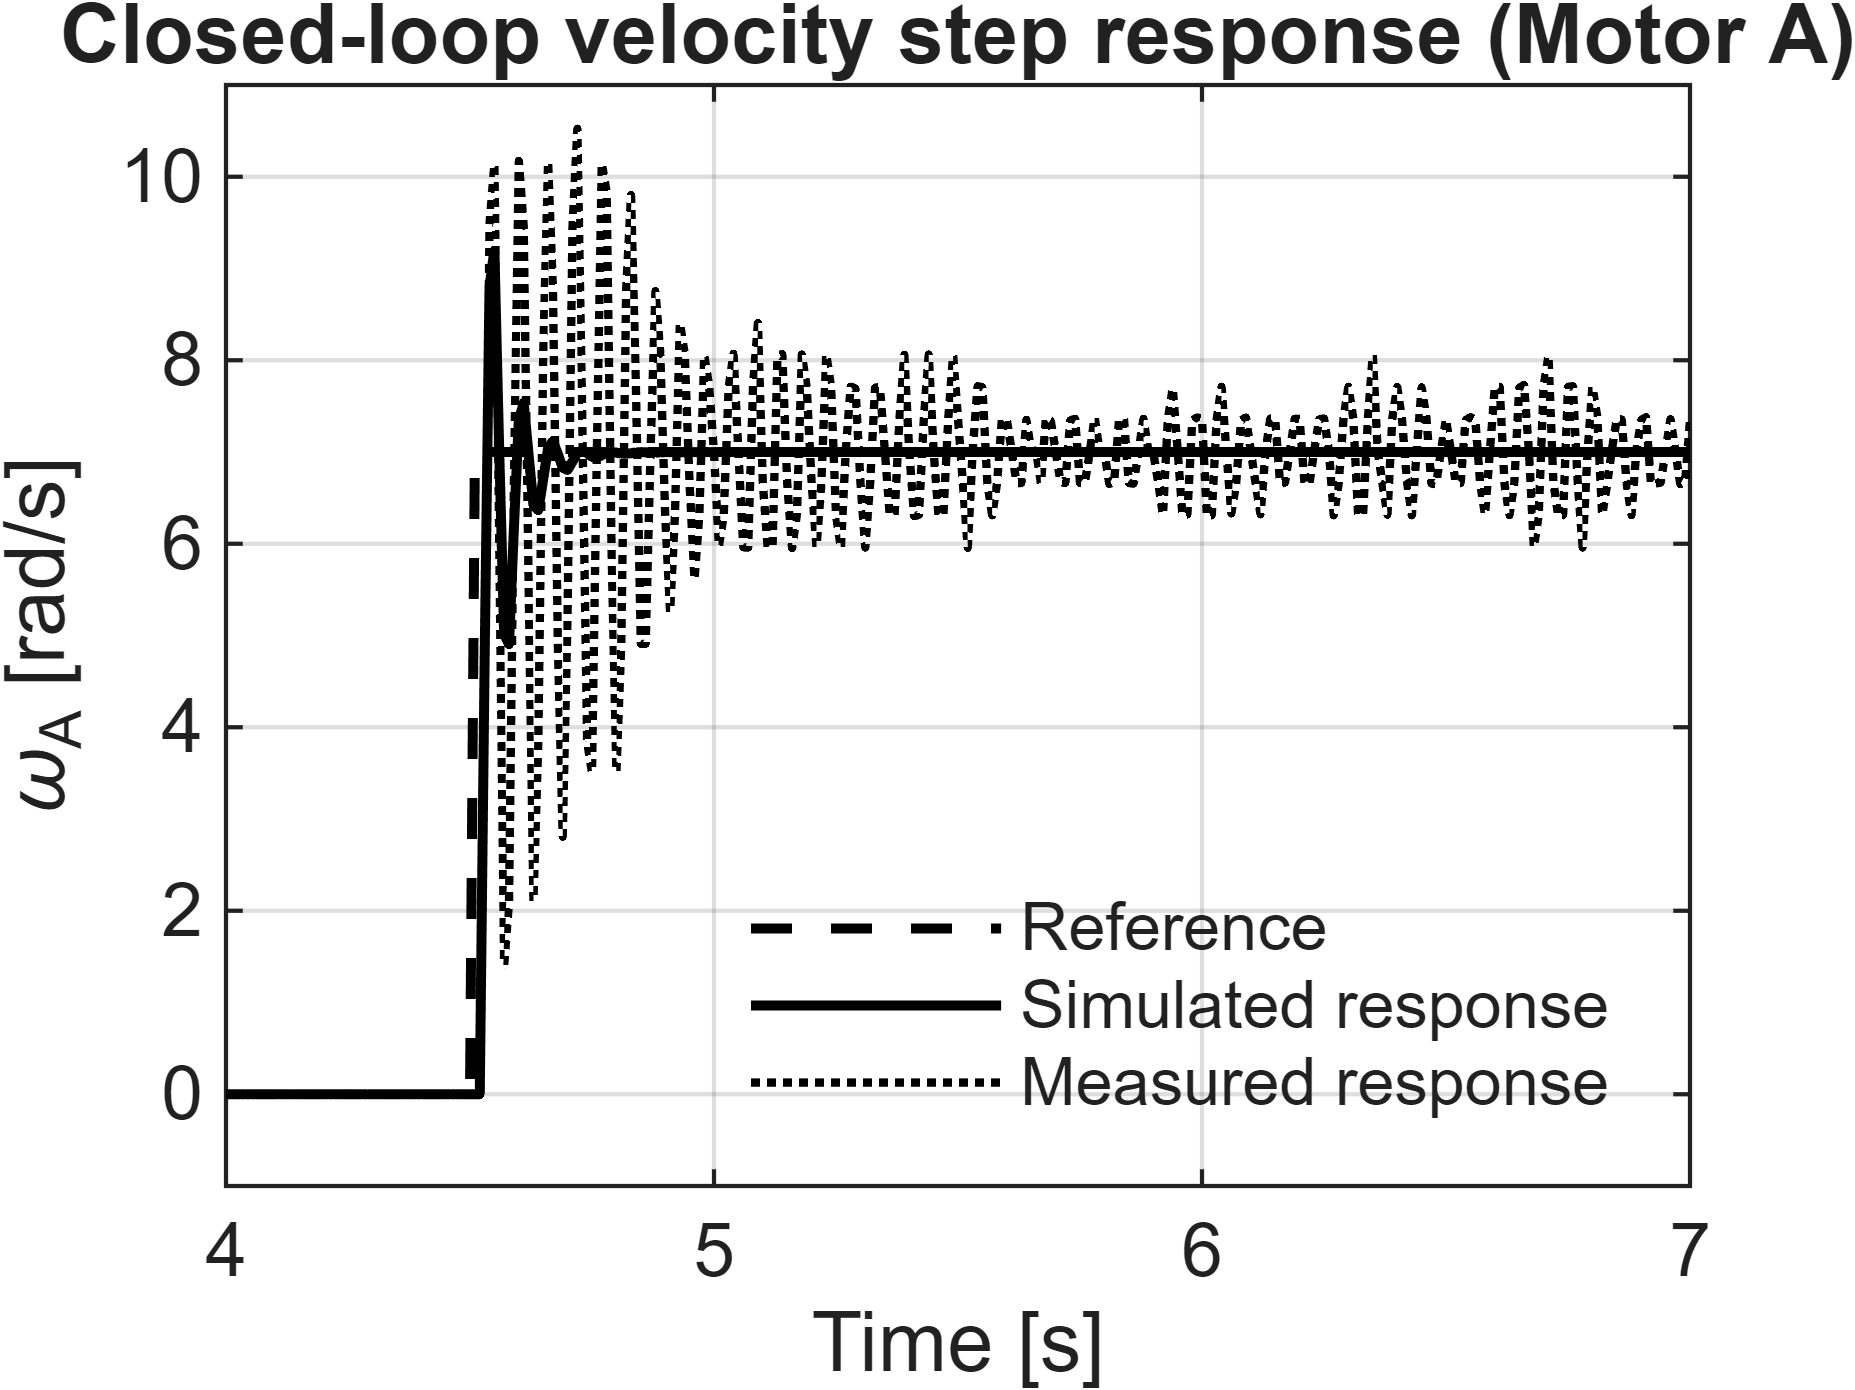 Closed-loop velocity step response (Motor A)
10
8
6
4
2
0
ωA [rad/s]
Reference
Simulated response
Measured response
4 5 6 7
Time [s]